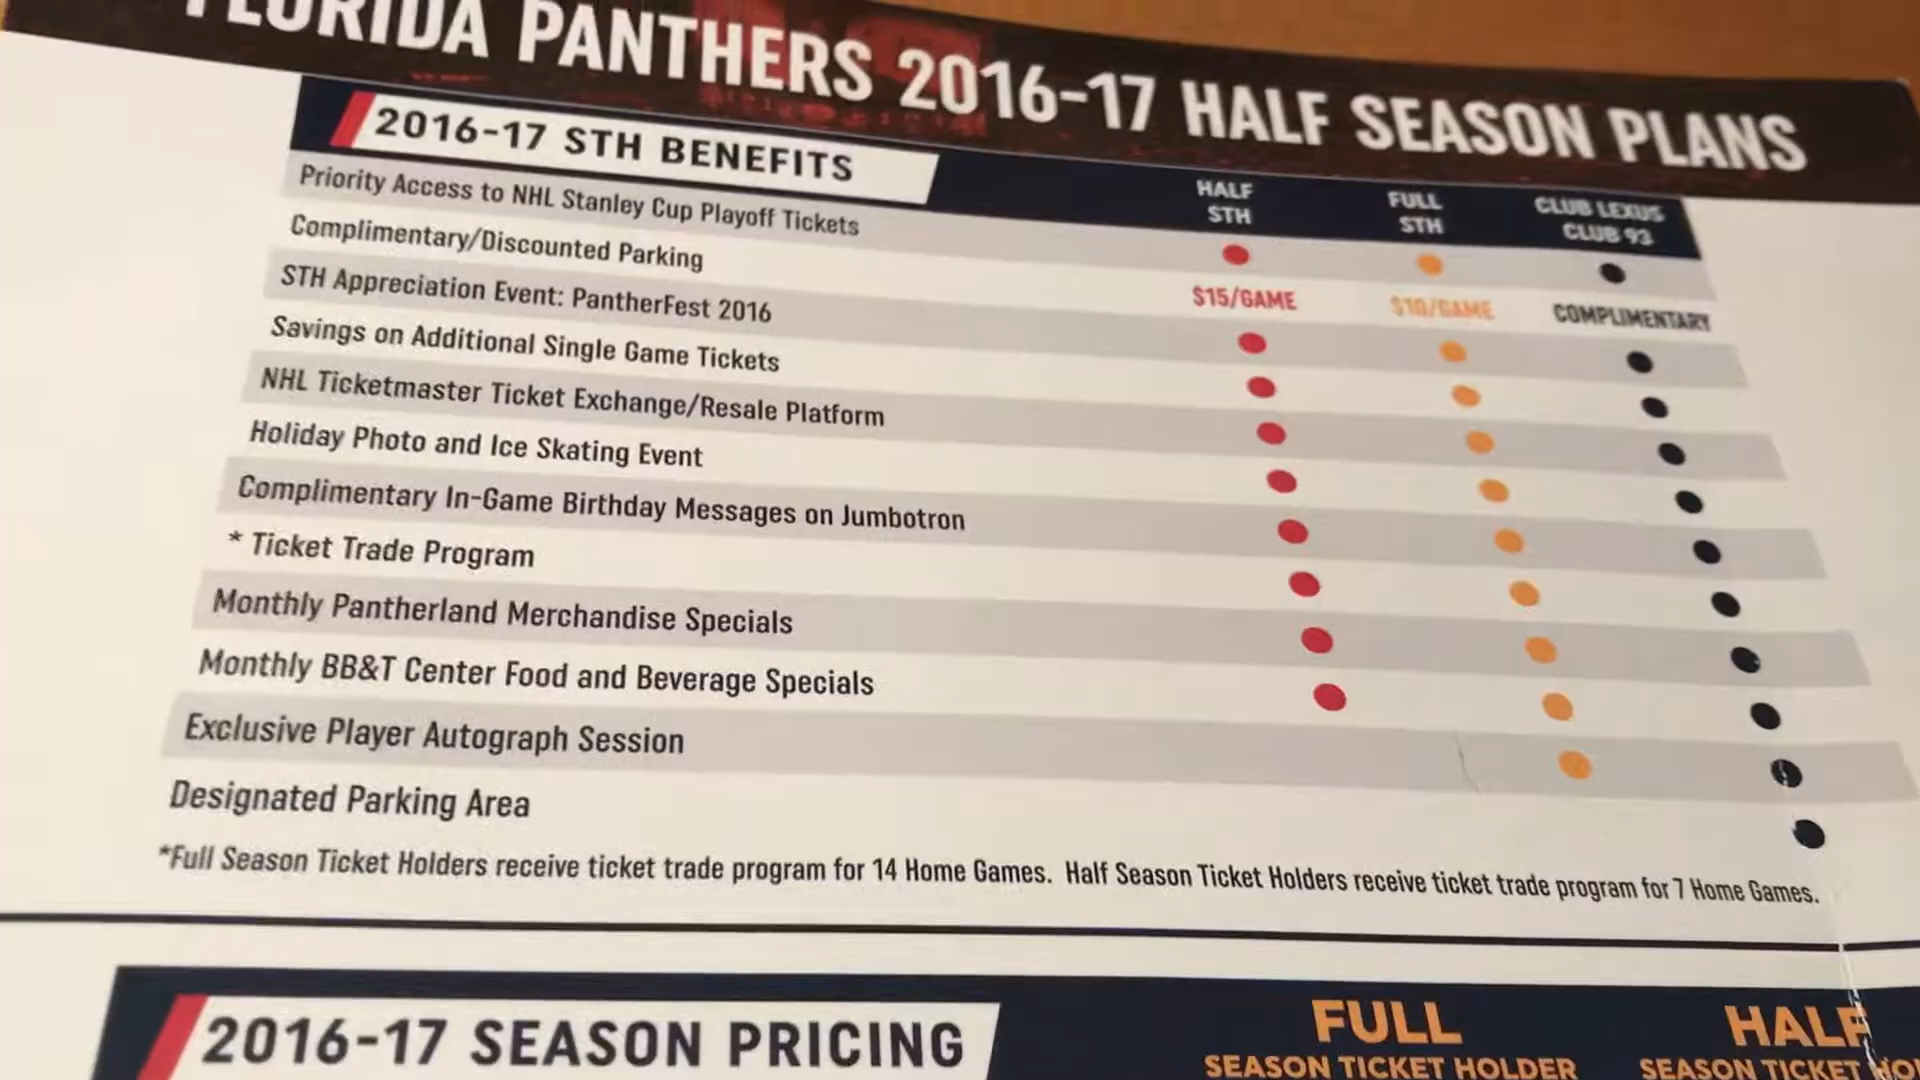 FLORIDA PANTHERS 2016-17 HALF SEASON PLANS
2016-17 STH BENEFITS
HALF STH
FULL STH
CLUB LEXUS CLUB 93
Priority Access to NHL Stanley Cup Playoff Tickets
Complimentary/Discounted Parking $15/GAME $10/GAME COMPLIMENTARY
STH Appreciation Event: PantherFest 2016
Savings on Additional Single Game Tickets
NHL Ticketmaster Ticket Exchange/Resale Platform
Holiday Photo and Ice Skating Event
Complimentary In-Game Birthday Messages on Jumbotron
* Ticket Trade Program
Monthly Pantherland Merchandise Specials
Monthly BB&T Center Food and Beverage Specials
Exclusive Player Autograph Session
Designated Parking Area
*Full Season Ticket Holders receive ticket trade program for 14 Home Games. Half Season Ticket Holders receive ticket trade program for 7 Home Games.
2016-17 SEASON PRICING
FULL
SEASON TICKET HOLDER
HALF
SEASON TICKET